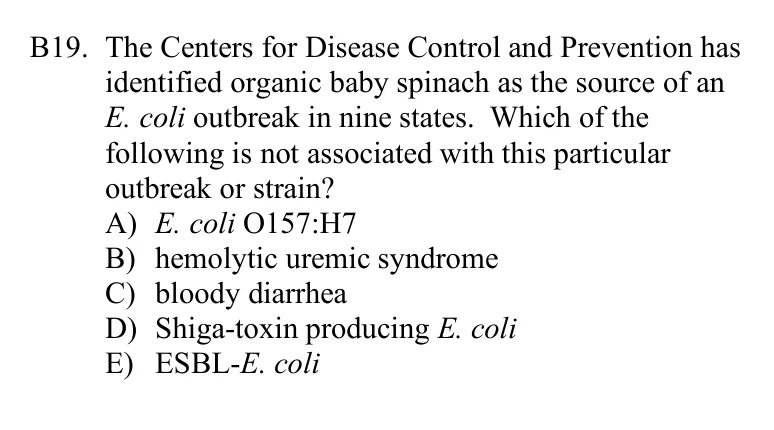 B19. The Centers for Disease Control and Prevention has
identified organic baby spinach as the source of an
E. coli outbreak in nine states. Which of the
following is not associated with this particular
outbreak or strain?
A) E. coli O157:H7
B) hemolytic uremic syndrome
C) bloody diarrhea
D) Shiga-toxin producing E. coli
E) ESBL-E. coli